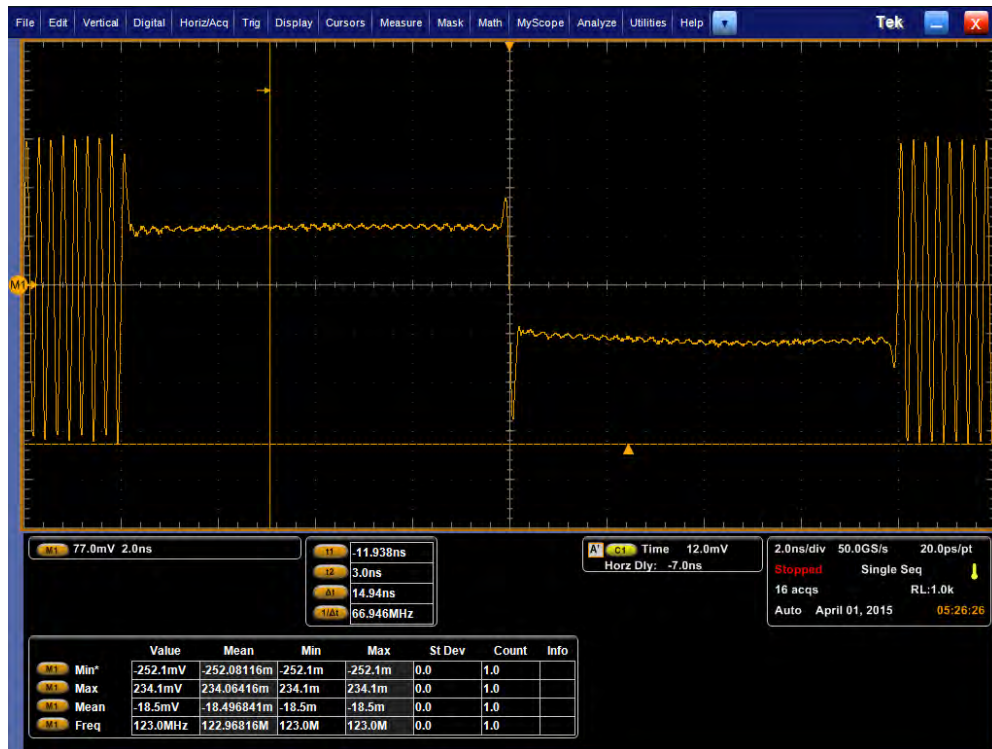 File Edit Vertical Digital Horiz/Acq Trig Display Cursors Measure Mask Math MyScope Analyze Utilities Help Tek X
M1
M1 77.0mV 2.0ns
t1 -11.938ns
t2 3.0ns
Δt 14.94ns
1/Δt 66.946MHz
A' C1 Time 12.0mV
Horz Dly: -7.0ns
2.0ns/div 50.0GS/s 20.0ps/pt
Stopped Single Seq
16 acqs RL:1.0k
Auto April 01, 2015 05:26:26
Value Mean Min Max St Dev Count Info
M1 Min* -252.1mV -252.08116m -252.1m -252.1m 0.0 1.0
M1 Max 234.1mV 234.06416m 234.1m 234.1m 0.0 1.0
M1 Mean -18.5mV -18.496841m -18.5m -18.5m 0.0 1.0
M1 Freq 123.0MHz 122.96816M 123.0M 123.0M 0.0 1.0